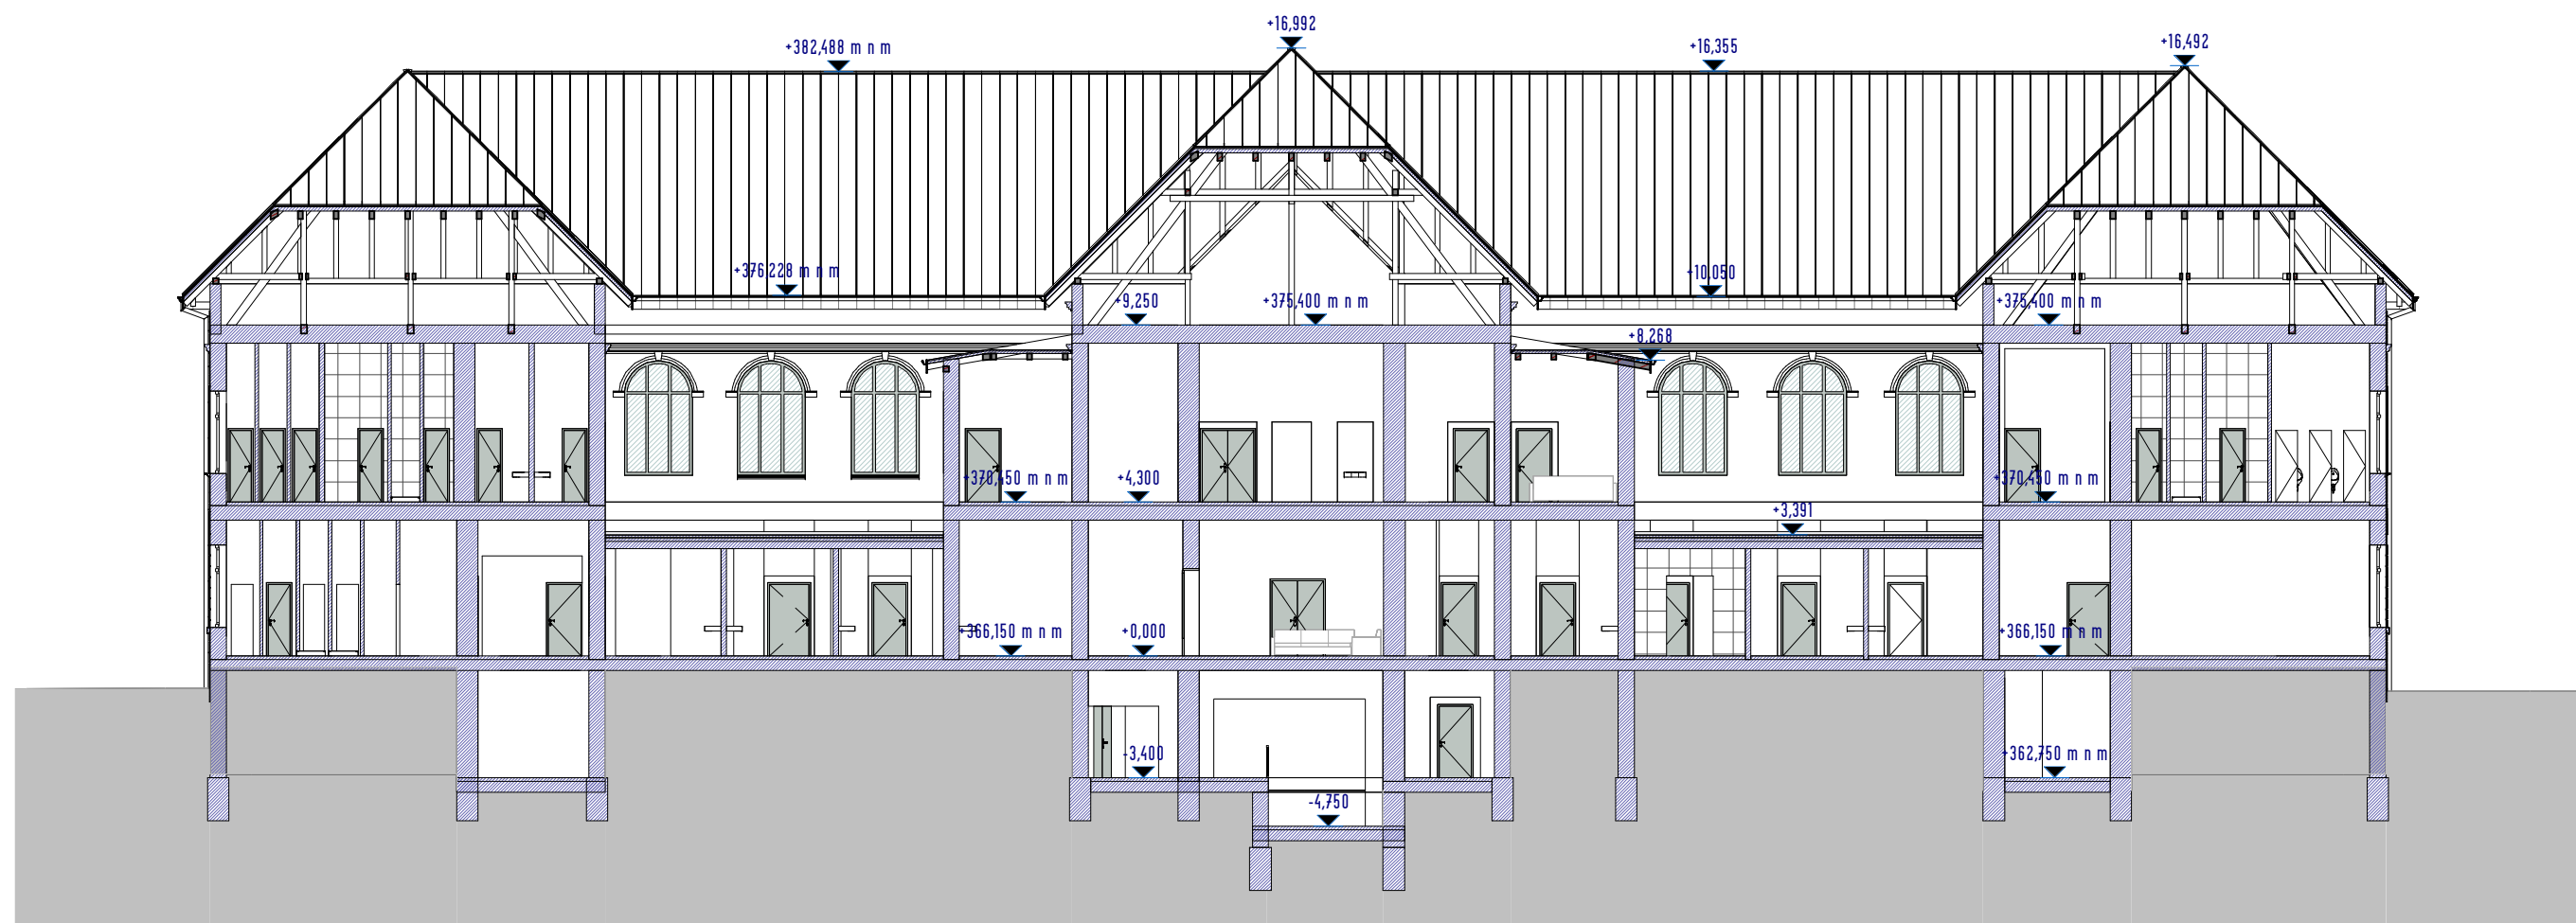 +16,992
+382,488 m n m
+16,355
+16,492
+376,228 m n m
+10,050
+9,250
+375,400 m n m
+375,400 m n m
+8,268
+370,450 m n m
+4,300
+370,450 m n m
+3,391
+366,150 m n m
+0,000
+366,150 m n m
-3,400
+362,750 m n m
-4,750